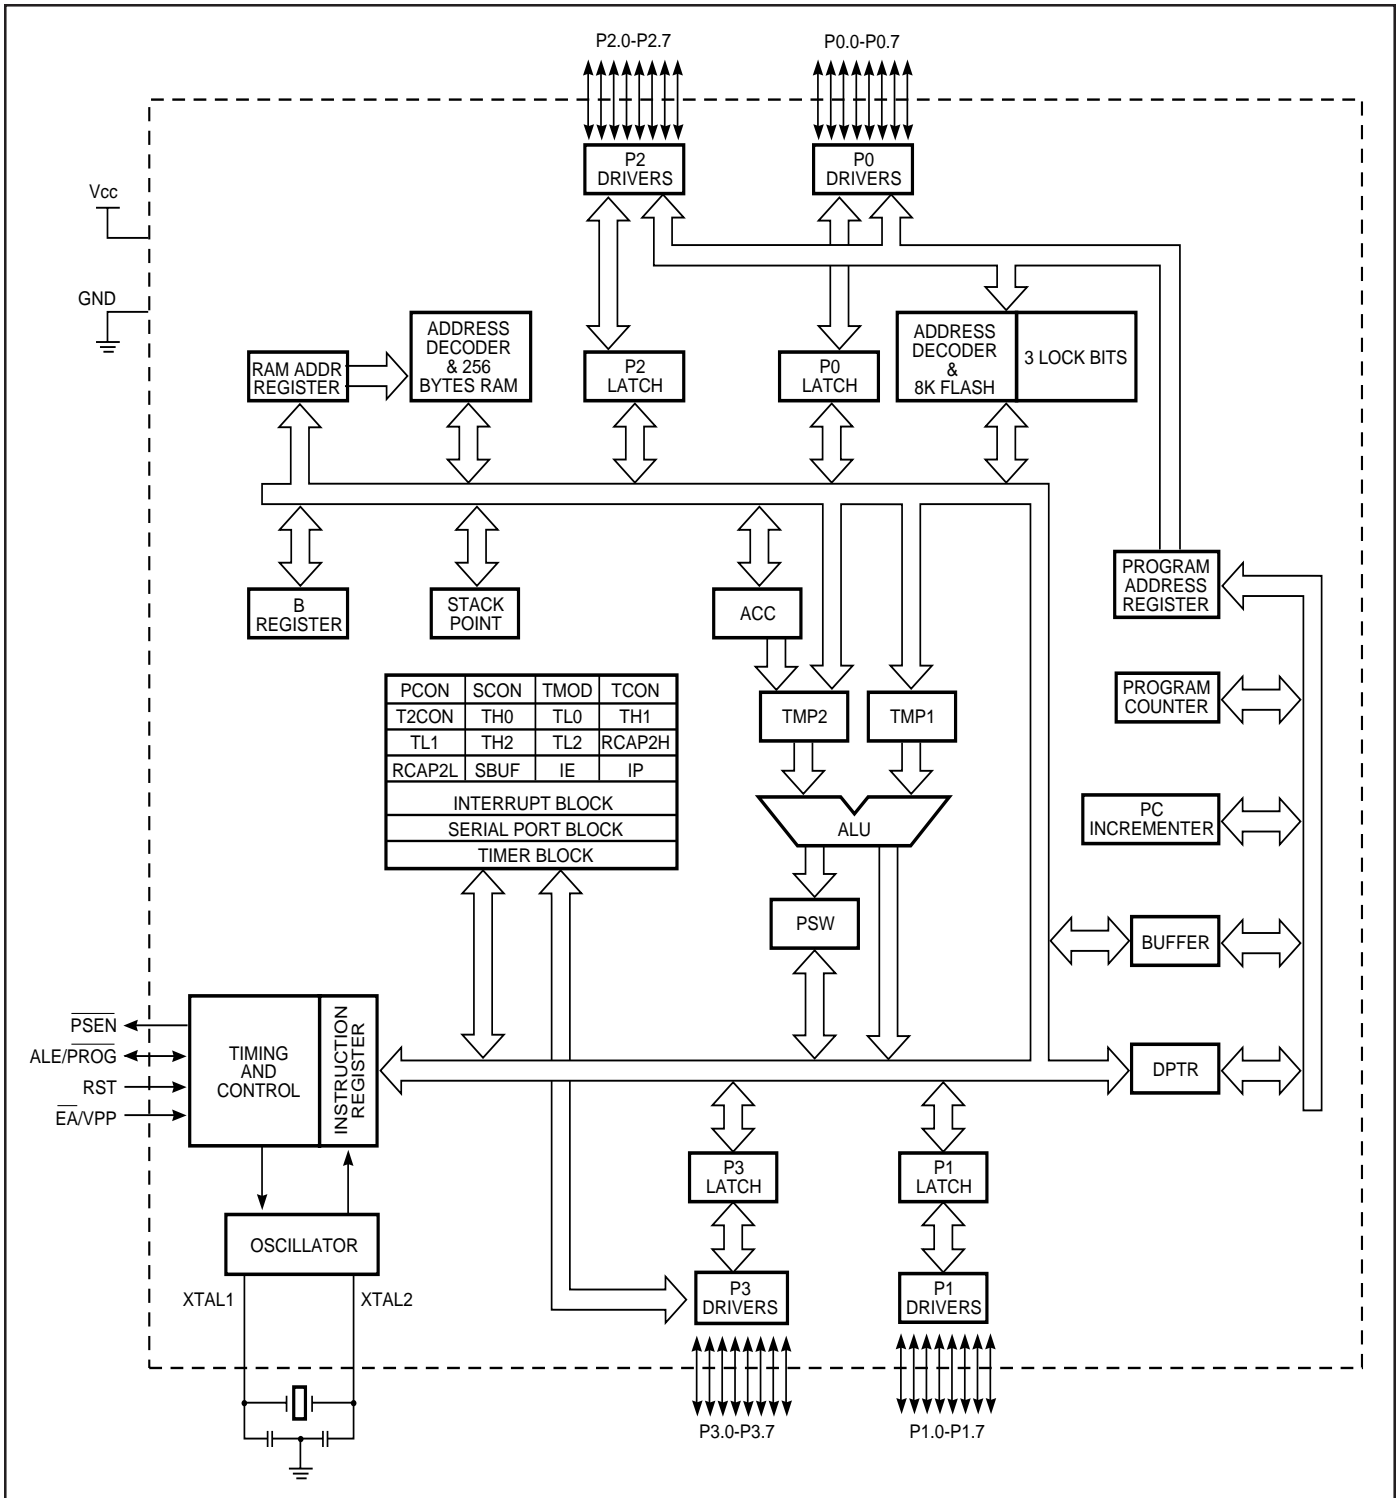 P2.0-P2.7
P0.0-P0.7
P2
DRIVERS
P0
DRIVERS
Vcc
GND
RAM ADDR
REGISTER
ADDRESS
DECODER
& 256
BYTES RAM
P2
LATCH
P0
LATCH
ADDRESS
DECODER
&
8K FLASH
3 LOCK BITS
B
REGISTER
STACK
POINT
ACC
PROGRAM
ADDRESS
REGISTER
PCON SCON TMOD TCON
T2CON TH0 TL0 TH1
TL1 TH2 TL2 RCAP2H
RCAP2L SBUF IE IP
INTERRUPT BLOCK
SERIAL PORT BLOCK
TIMER BLOCK
TMP2
TMP1
PROGRAM
COUNTER
ALU
PC
INCREMENTER
PSW
BUFFER
PSEN
ALE/PROG
RST
EA/VPP
TIMING
AND
CONTROL
INSTRUCTION
REGISTER
DPTR
P3
LATCH
P1
LATCH
OSCILLATOR
XTAL1
XTAL2
P3
DRIVERS
P1
DRIVERS
P3.0-P3.7
P1.0-P1.7